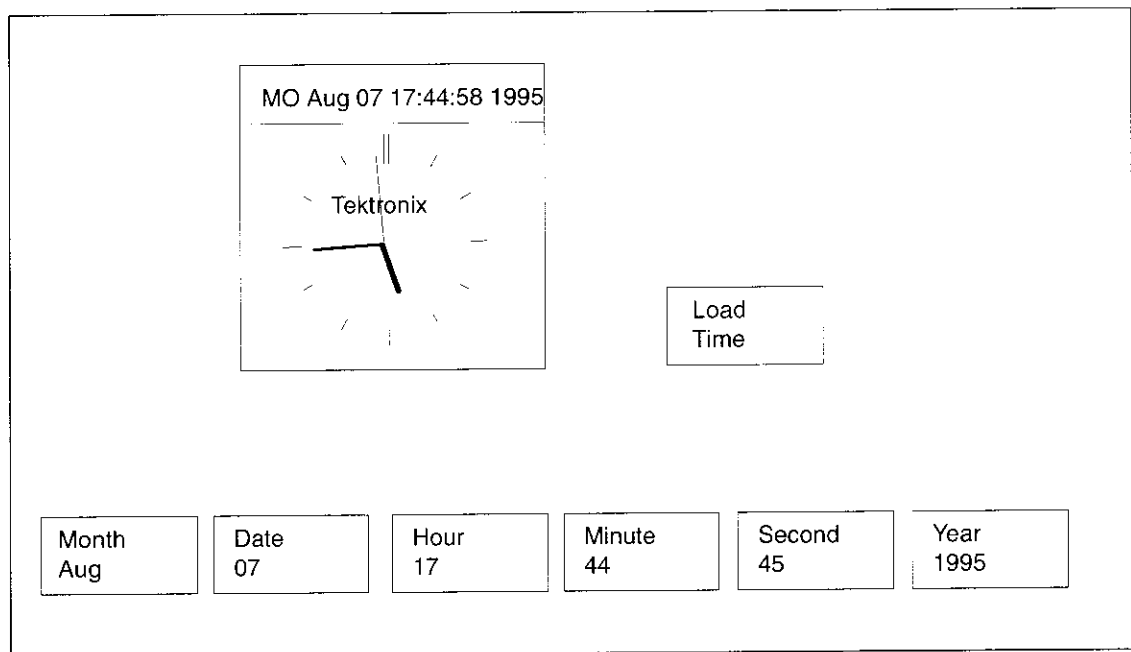 MO Aug 07 17:44:58 1995
Tektronix
Load
Time
Month
Aug
Date
07
Hour
17
Minute
44
Second
45
Year
1995